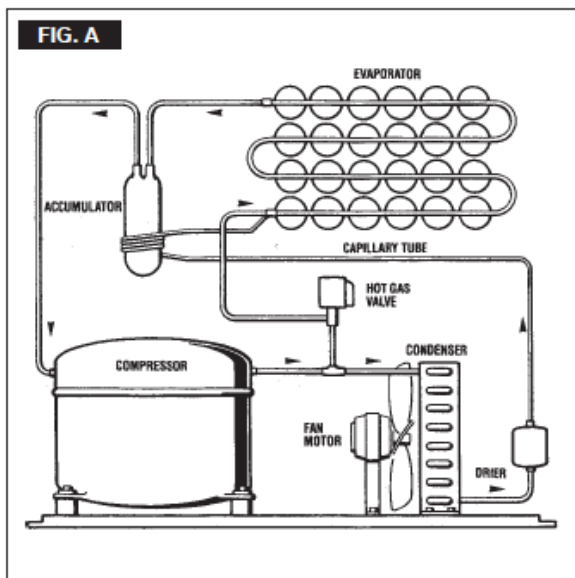 FIG. A
EVAPORATOR
ACCUMULATOR
CAPILLARY TUBE
HOT GAS
VALVE
COMPRESSOR
CONDENSER
FAN
MOTOR
DRIER